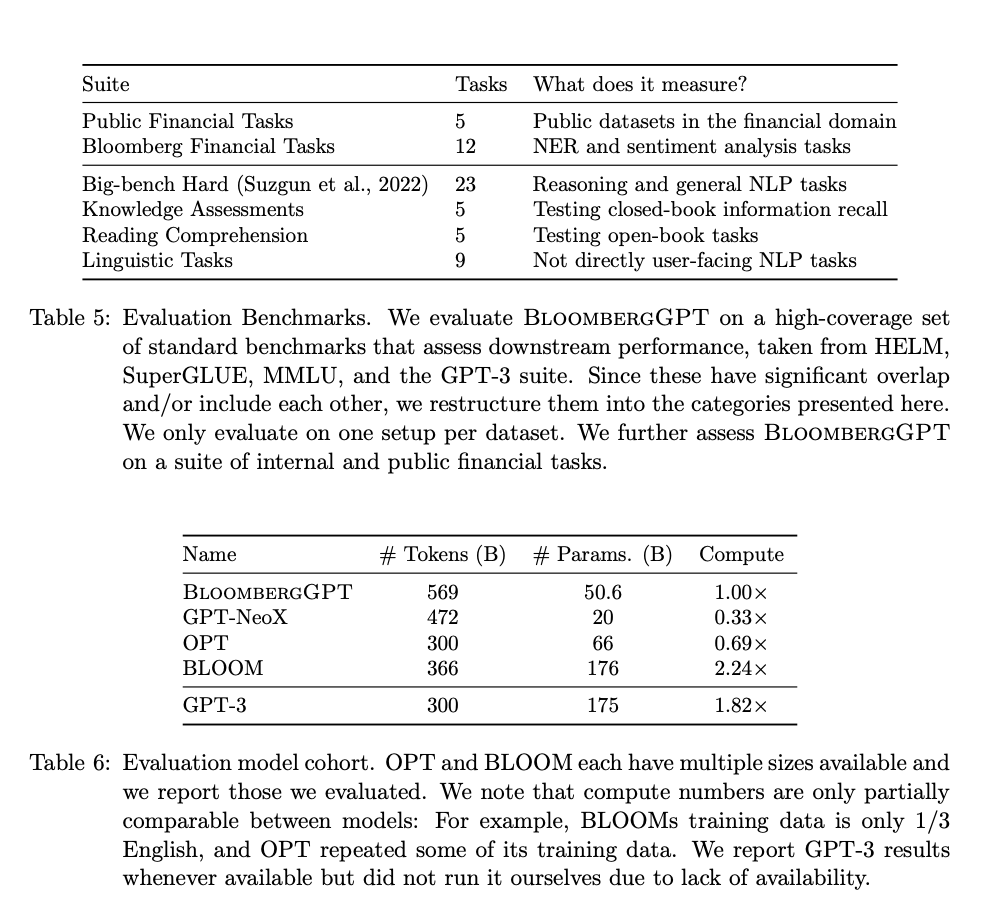 Suite Tasks What does it measure?
Public Financial Tasks 5 Public datasets in the financial domain
Bloomberg Financial Tasks 12 NER and sentiment analysis tasks
Big-bench Hard (Suzgun et al., 2022) 23 Reasoning and general NLP tasks
Knowledge Assessments 5 Testing closed-book information recall
Reading Comprehension 5 Testing open-book tasks
Linguistic Tasks 9 Not directly user-facing NLP tasks
Table 5: Evaluation Benchmarks. We evaluate BLOOMBERGGPT on a high-coverage set
of standard benchmarks that assess downstream performance, taken from HELM,
SuperGLUE, MMLU, and the GPT-3 suite. Since these have significant overlap
and/or include each other, we restructure them into the categories presented here.
We only evaluate on one setup per dataset. We further assess BLOOMBERGGPT
on a suite of internal and public financial tasks.
Name # Tokens (B) # Params. (B) Compute
BLOOMBERGGPT 569 50.6 1.00×
GPT-NeoX 472 20 0.33×
OPT 300 66 0.69×
BLOOM 366 176 2.24×
GPT-3 300 175 1.82×
Table 6: Evaluation model cohort. OPT and BLOOM each have multiple sizes available and
we report those we evaluated. We note that compute numbers are only partially
comparable between models: For example, BLOOMs training data is only 1/3
English, and OPT repeated some of its training data. We report GPT-3 results
whenever available but did not run it ourselves due to lack of availability.